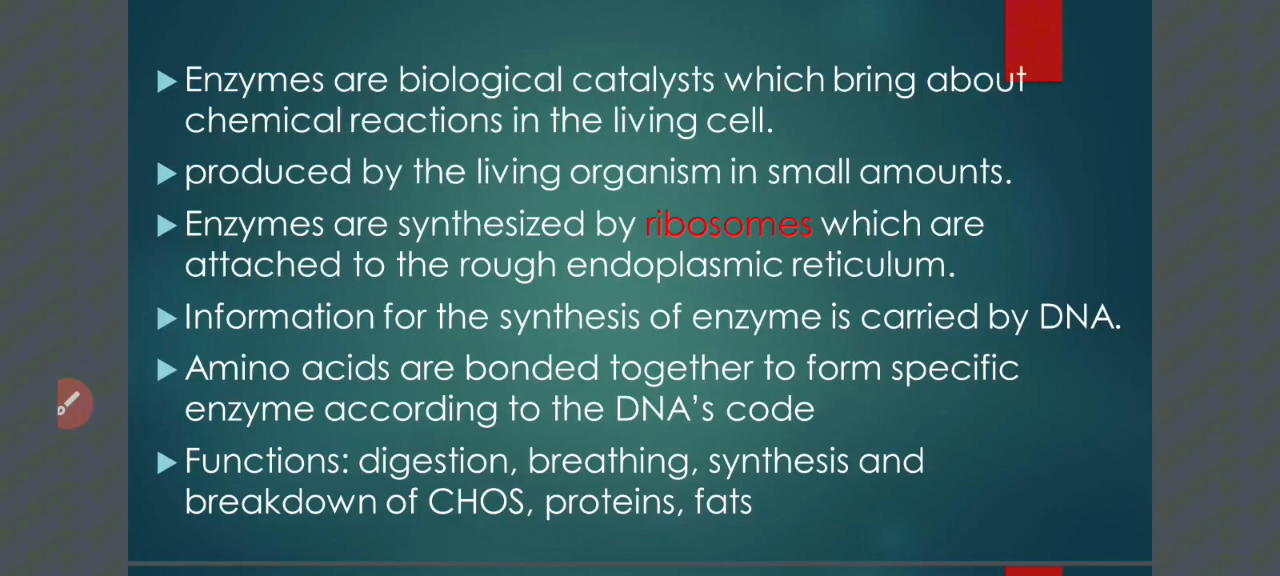 Enzymes are biological catalysts which bring about
chemical reactions in the living cell.
produced by the living organism in small amounts.
Enzymes are synthesized by ribosomes which are
attached to the rough endoplasmic reticulum.
Information for the synthesis of enzyme is carried by DNA.
Amino acids are bonded together to form specific
enzyme according to the DNA’s code
Functions: digestion, breathing, synthesis and
breakdown of CHOS, proteins, fats